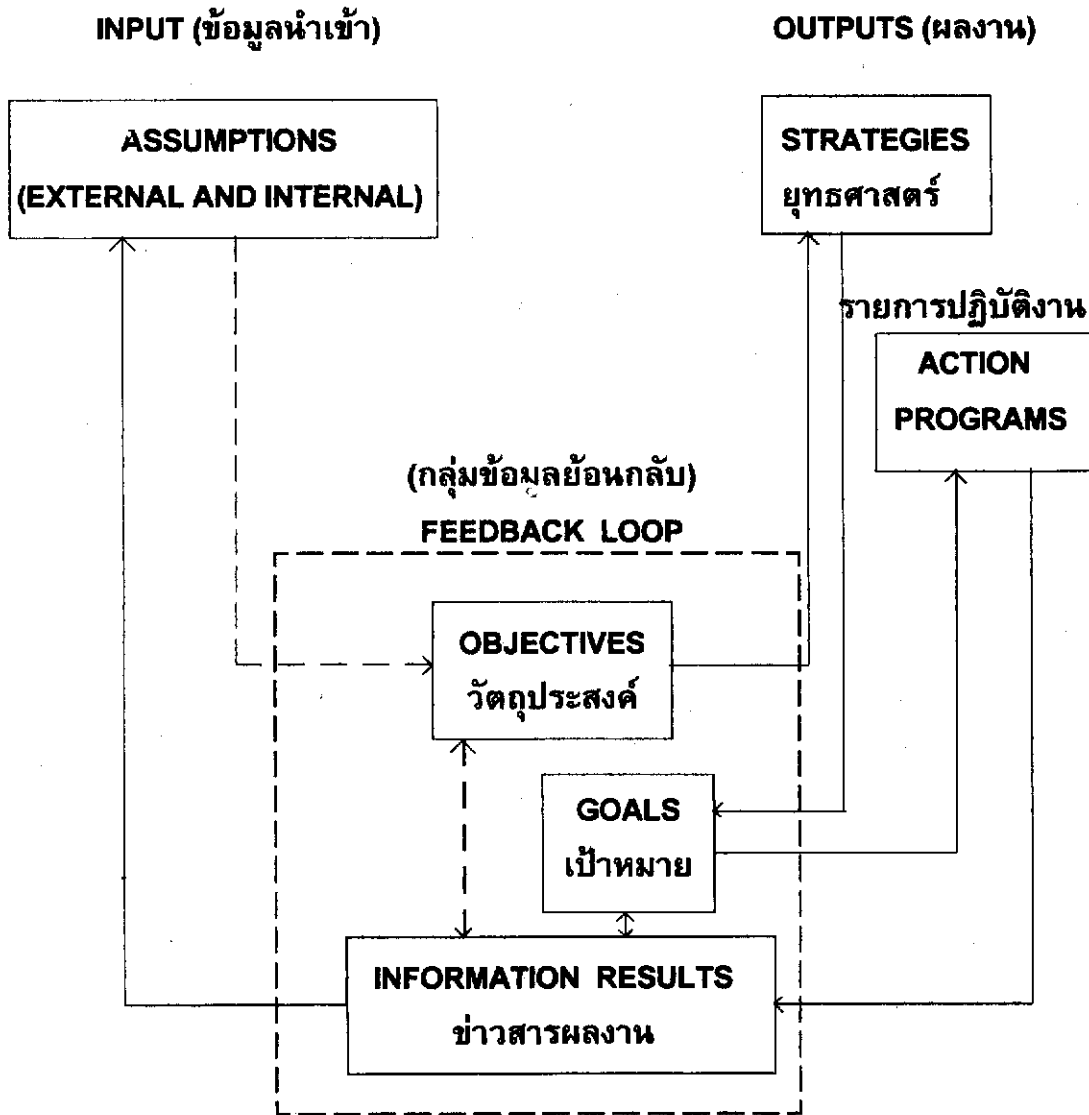 INPUT (ข้อมูลนำเข้า)
OUTPUTS (ผลงาน)
ASSUMPTIONS
(EXTERNAL AND INTERNAL)
STRATEGIES
ยุทธศาสตร์
รายการปฏิบัติงาน
ACTION
PROGRAMS
(กลุ่มข้อมูลย้อนกลับ)
FEEDBACK LOOP
OBJECTIVES
วัตถุประสงค์
GOALS
เป้าหมาย
INFORMATION RESULTS
ข่าวสารผลงาน